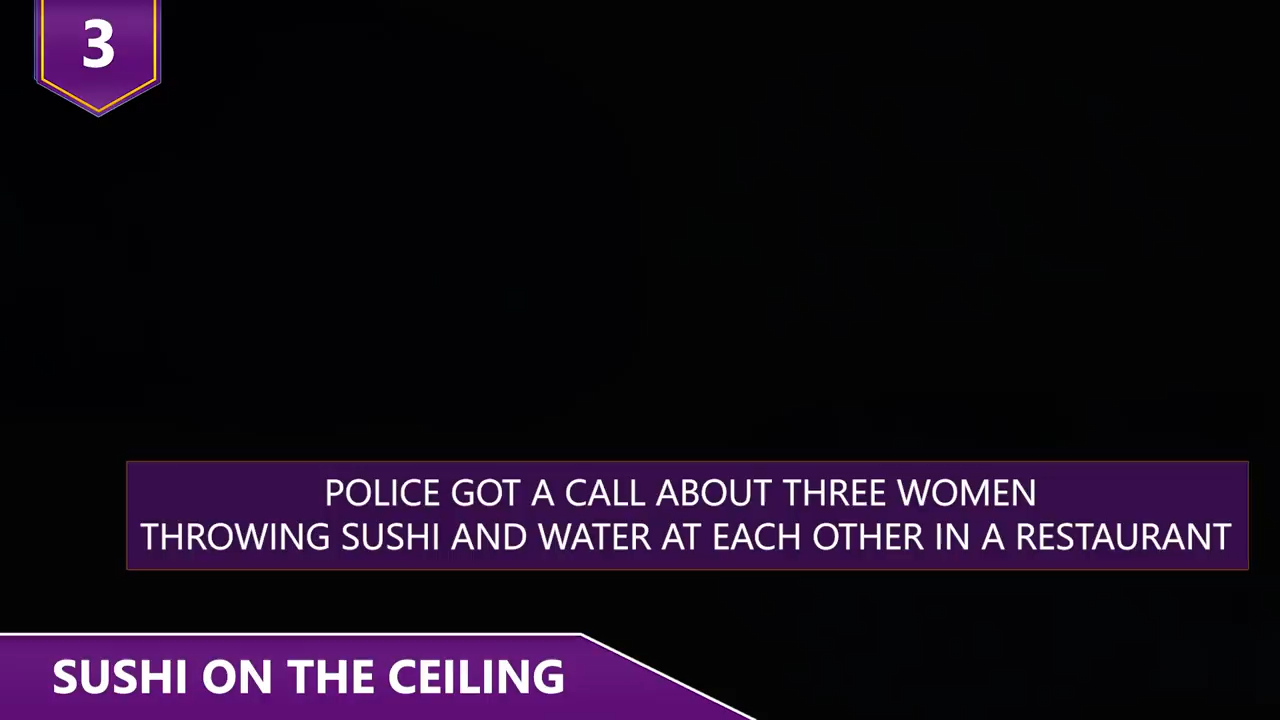 3
POLICE GOT A CALL ABOUT THREE WOMEN
THROWING SUSHI AND WATER AT EACH OTHER IN A RESTAURANT
SUSHI ON THE CEILING